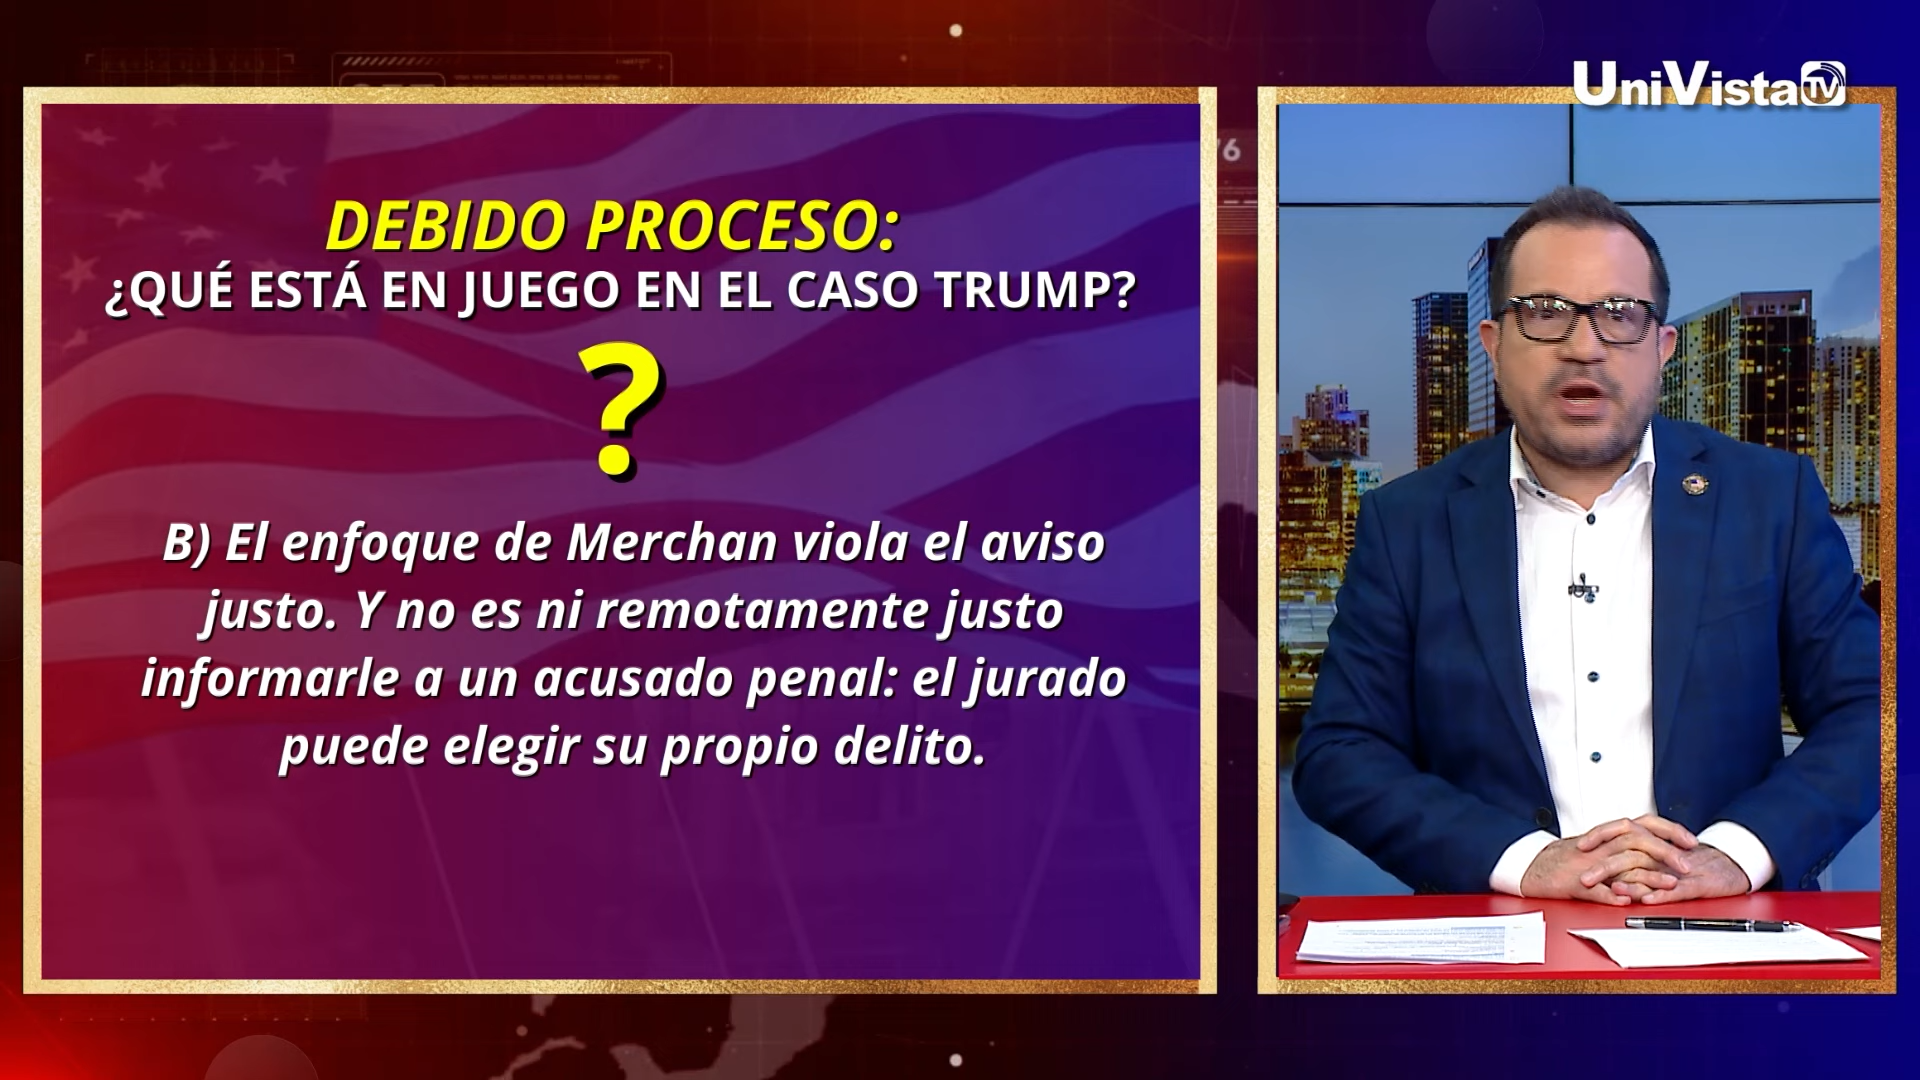 UniVista TV
'6
DEBIDO PROCESO:
¿QUÉ ESTÁ EN JUEGO EN EL CASO TRUMP?
?
B) El enfoque de Merchan viola el aviso
justo. Y no es ni remotamente justo
informarle a un acusado penal: el jurado
puede elegir su propio delito.